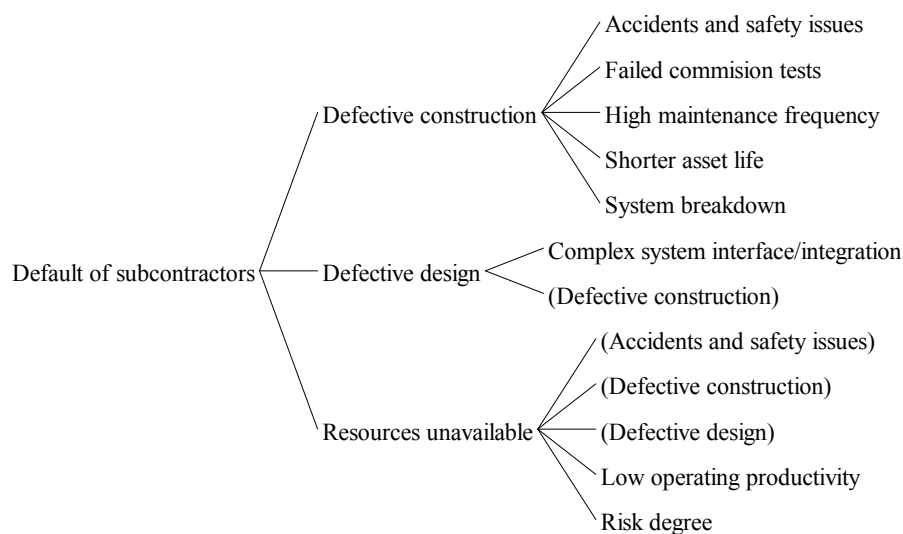 Accidents and safety issues
Failed commision tests
Defective construction
High maintenance frequency
Shorter asset life
System breakdown
Complex system interface/integration
Default of subcontractors
Defective design
(Defective construction)
(Accidents and safety issues)
(Defective construction)
Resources unavailable
(Defective design)
Low operating productivity
Risk degree